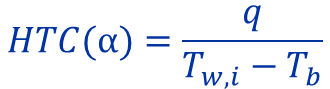 HTC(α) = q / (T_{w,i} − T_b)